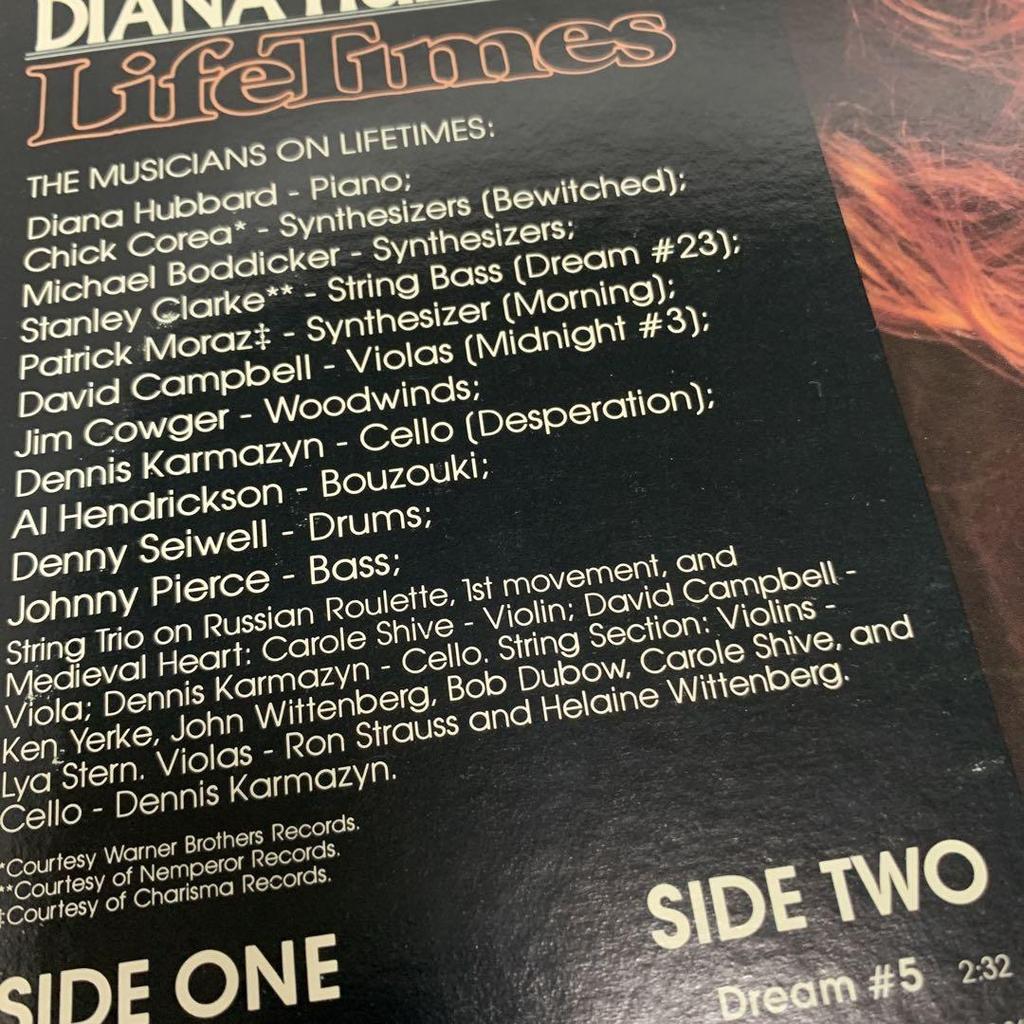 DIANA
LifeTimes
THE MUSICIANS ON LIFETIMES:
Diana Hubbard - Piano;
Chick Corea* - Synthesizers (Bewitched);
Michael Boddicker - Synthesizers;
Stanley Clarke** - String Bass (Dream #23);
Patrick Moraz‡ - Synthesizer (Morning);
David Campbell - Violas (Midnight #3);
Jim Cowger - Woodwinds;
Dennis Karmazyn - Cello (Desperation);
Al Hendrickson - Bouzouki;
Denny Seiwell - Drums;
Johnny Pierce - Bass;
String Trio on Russian Roulette, 1st movement, and
Medieval Heart: Carole Shive - Violin; David Campbell -
Viola; Dennis Karmazyn - Cello. String Section: Violins -
Ken Yerke, John Wittenberg, Bob Dubow, Carole Shive, and
Lya Stern. Violas - Ron Strauss and Helaine Wittenberg.
Cello - Dennis Karmazyn.
*Courtesy Warner Brothers Records.
**Courtesy of Nemperor Records.
‡Courtesy of Charisma Records.
SIDE ONE
SIDE TWO
Dream #5 2:32